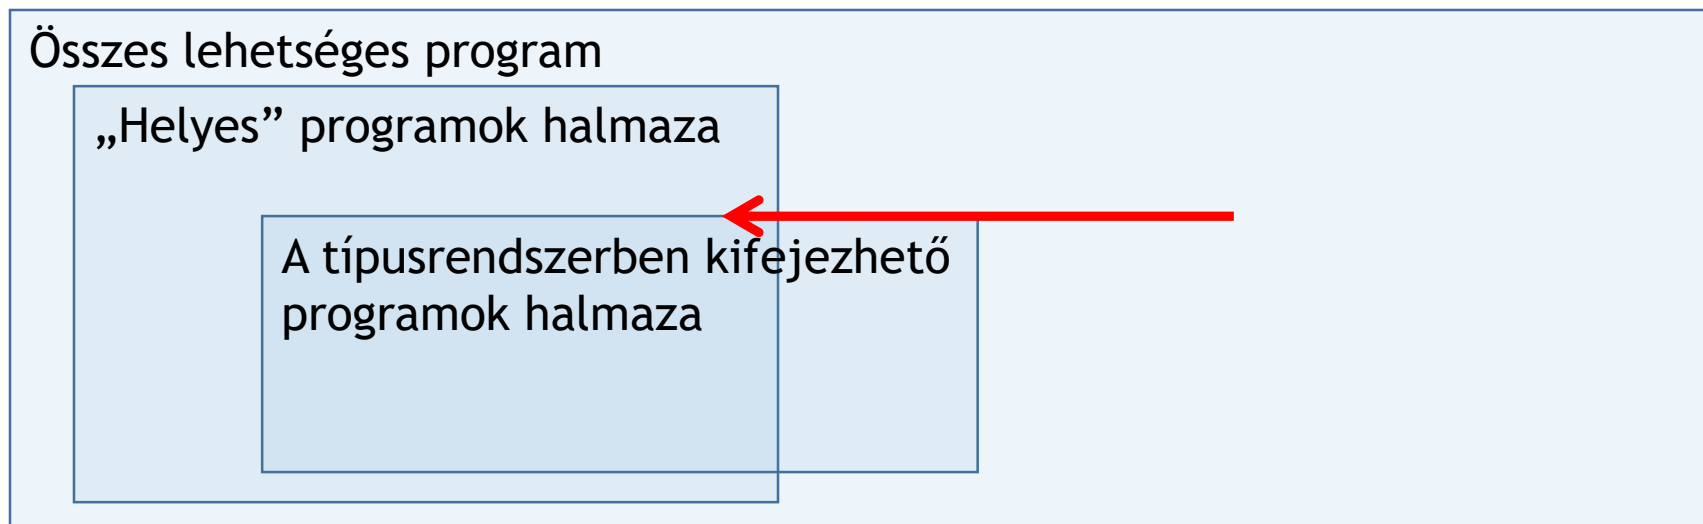 Összes lehetséges program
„Helyes” programok halmaza
A típusrendszerben kifejezhető
programok halmaza